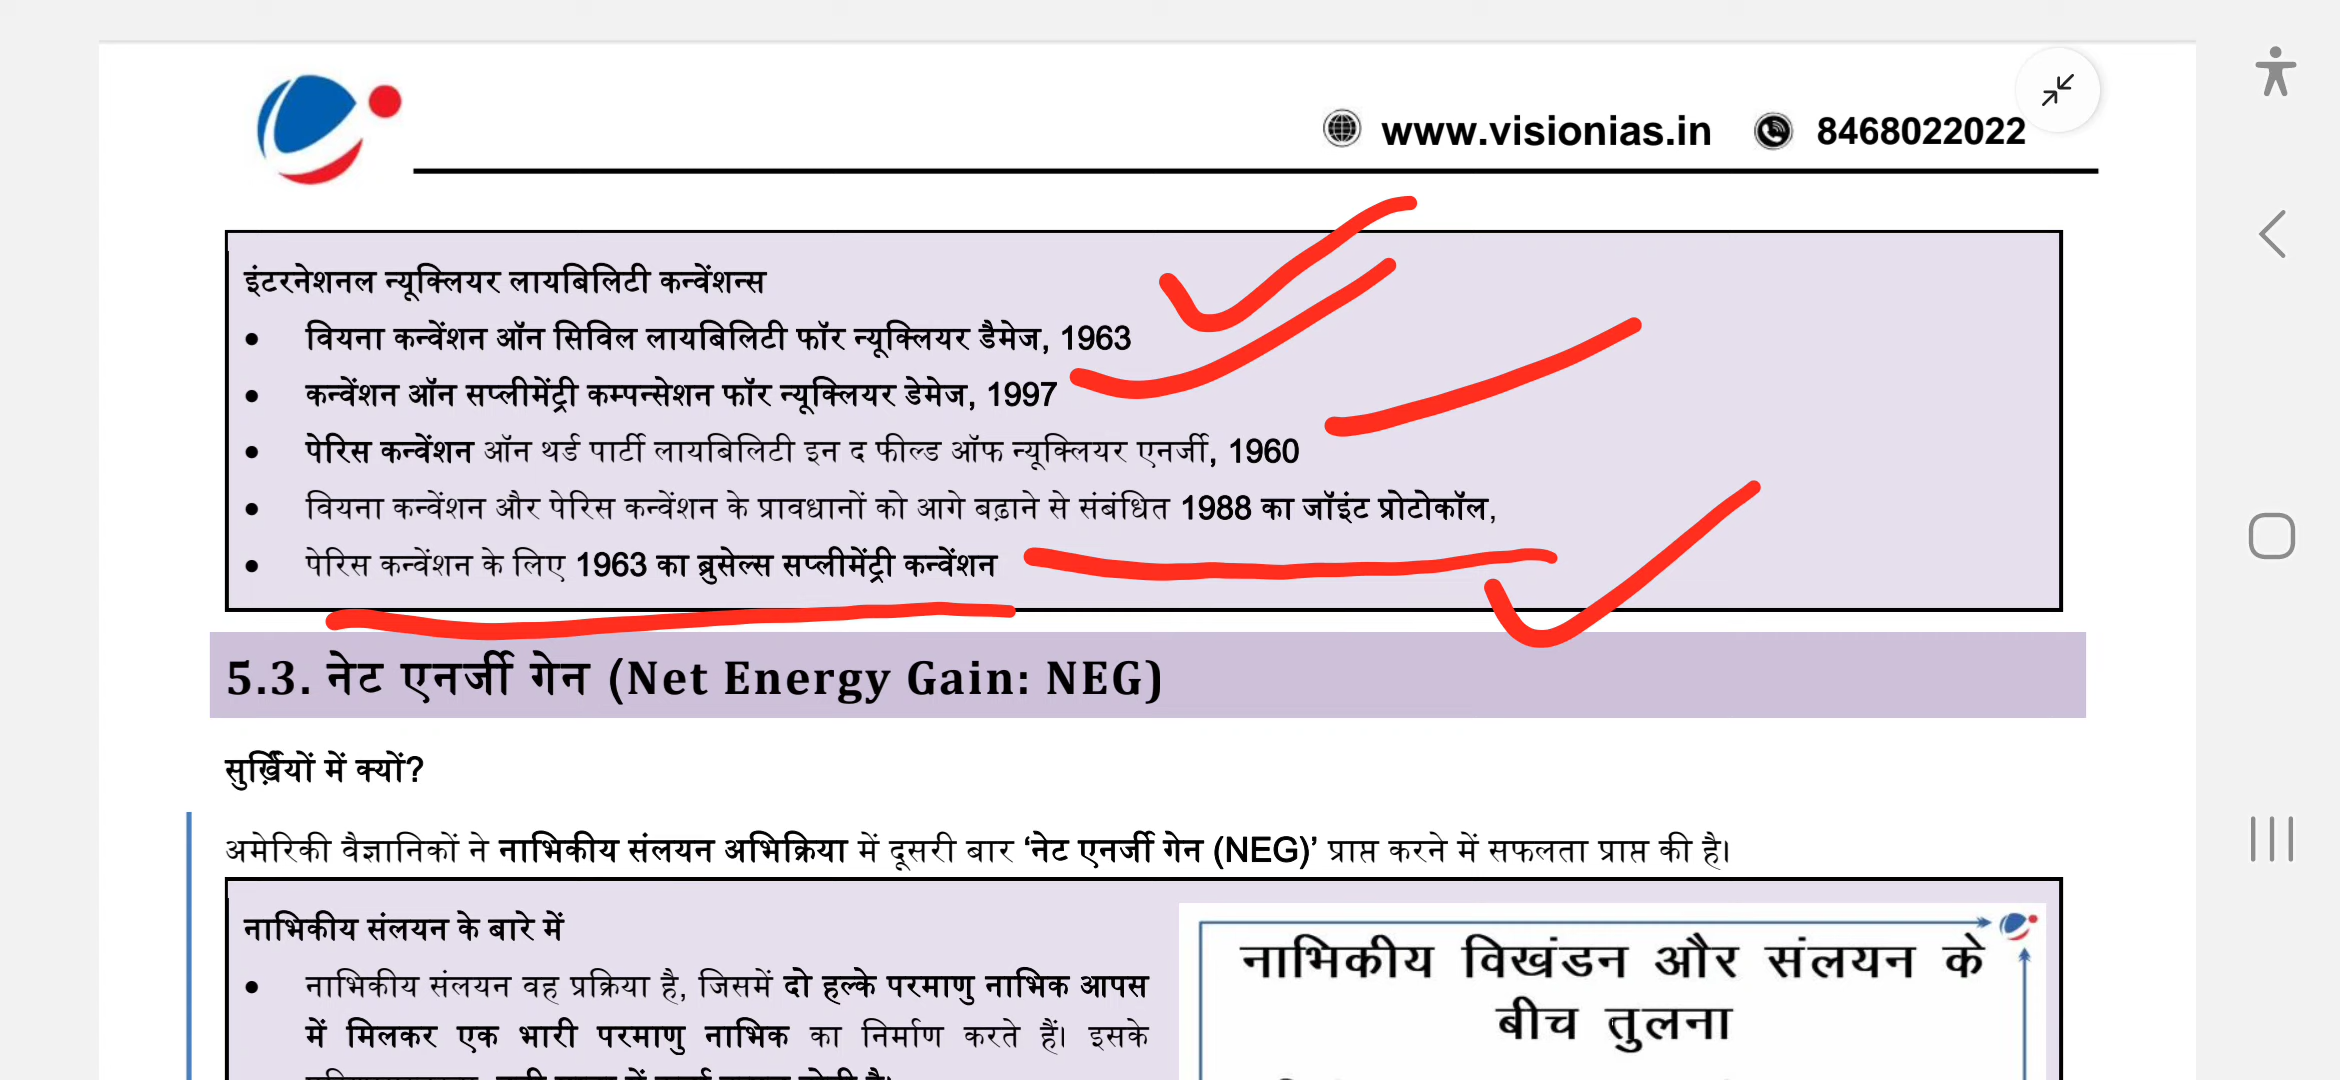 www.visionias.in 8468022022
इंटरनेशनल न्यूक्लियर लायबिलिटी कन्वेंशन्स
• वियना कन्वेंशन ऑन सिविल लायबिलिटी फॉर न्यूक्लियर डैमेज, 1963
• कन्वेंशन ऑन सप्लीमेंट्री कम्पन्सेशन फॉर न्यूक्लियर डेमेज, 1997
• पेरिस कन्वेंशन ऑन थर्ड पार्टी लायबिलिटी इन द फील्ड ऑफ न्यूक्लियर एनर्जी, 1960
• वियना कन्वेंशन और पेरिस कन्वेंशन के प्रावधानों को आगे बढ़ाने से संबंधित 1988 का जॉइंट प्रोटोकॉल,
• पेरिस कन्वेंशन के लिए 1963 का ब्रुसेल्स सप्लीमेंट्री कन्वेंशन
5.3. नेट एनर्जी गेन (Net Energy Gain: NEG)
सुर्ख़ियों में क्यों?
अमेरिकी वैज्ञानिकों ने नाभिकीय संलयन अभिक्रिया में दूसरी बार ‘नेट एनर्जी गेन (NEG)’ प्राप्त करने में सफलता प्राप्त की है।
नाभिकीय संलयन के बारे में
• नाभिकीय संलयन वह प्रक्रिया है, जिसमें दो हल्के परमाणु नाभिक आपस
में मिलकर एक भारी परमाणु नाभिक का निर्माण करते हैं। इसके
नाभिकीय विखंडन और संलयन के
बीच तुलना